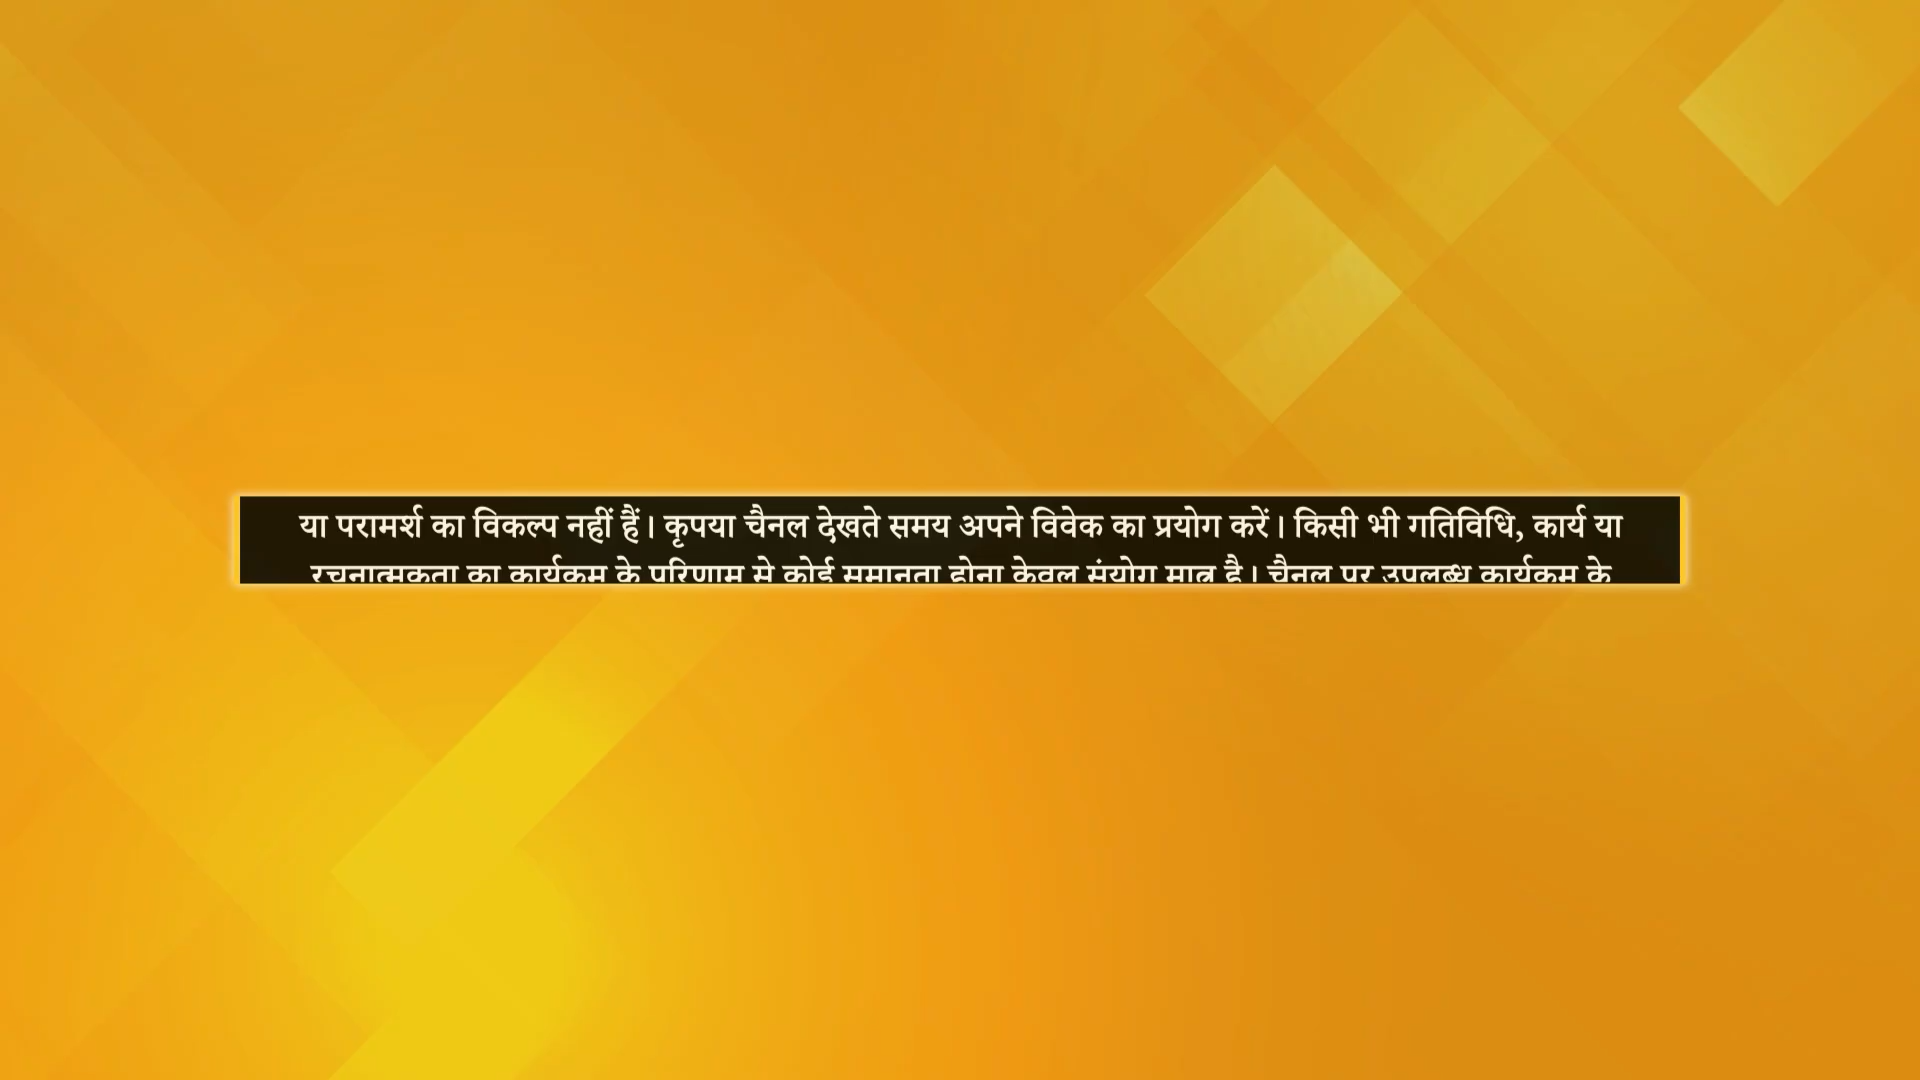 या परामर्श का विकल्प नहीं हैं। कृपया चैनल देखते समय अपने विवेक का प्रयोग करें। किसी भी गतिविधि, कार्य या
रचनात्मकता का कार्यक्रम के परिणाम से कोई समानता होना केवल संयोग मात्र है। चैनल पर उपलब्ध कार्यक्रम के